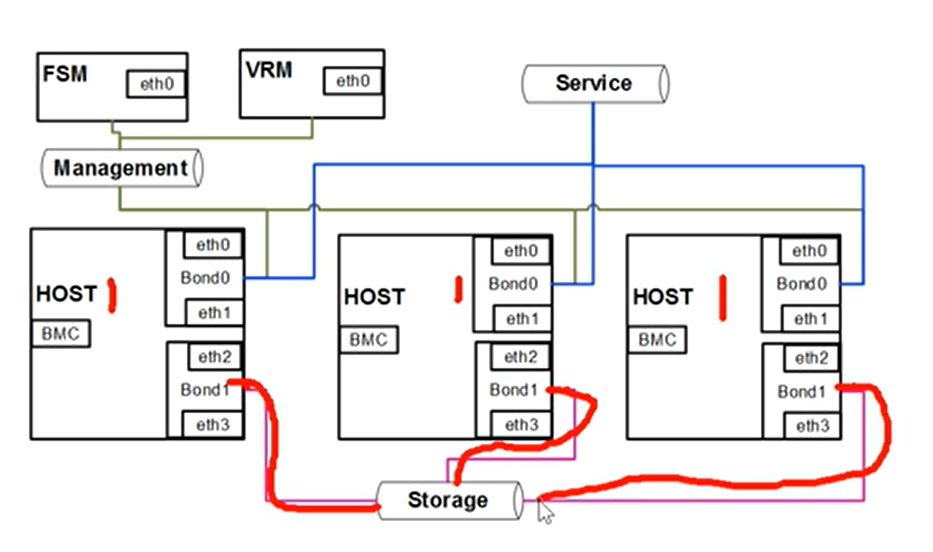 FSM
eth0
VRM
eth0
Service
Management
HOST
BMC
eth0
Bond0
eth1
eth2
Bond1
eth3
HOST
BMC
eth0
Bond0
eth1
eth2
Bond1
eth3
HOST
BMC
eth0
Bond0
eth1
eth2
Bond1
eth3
Storage